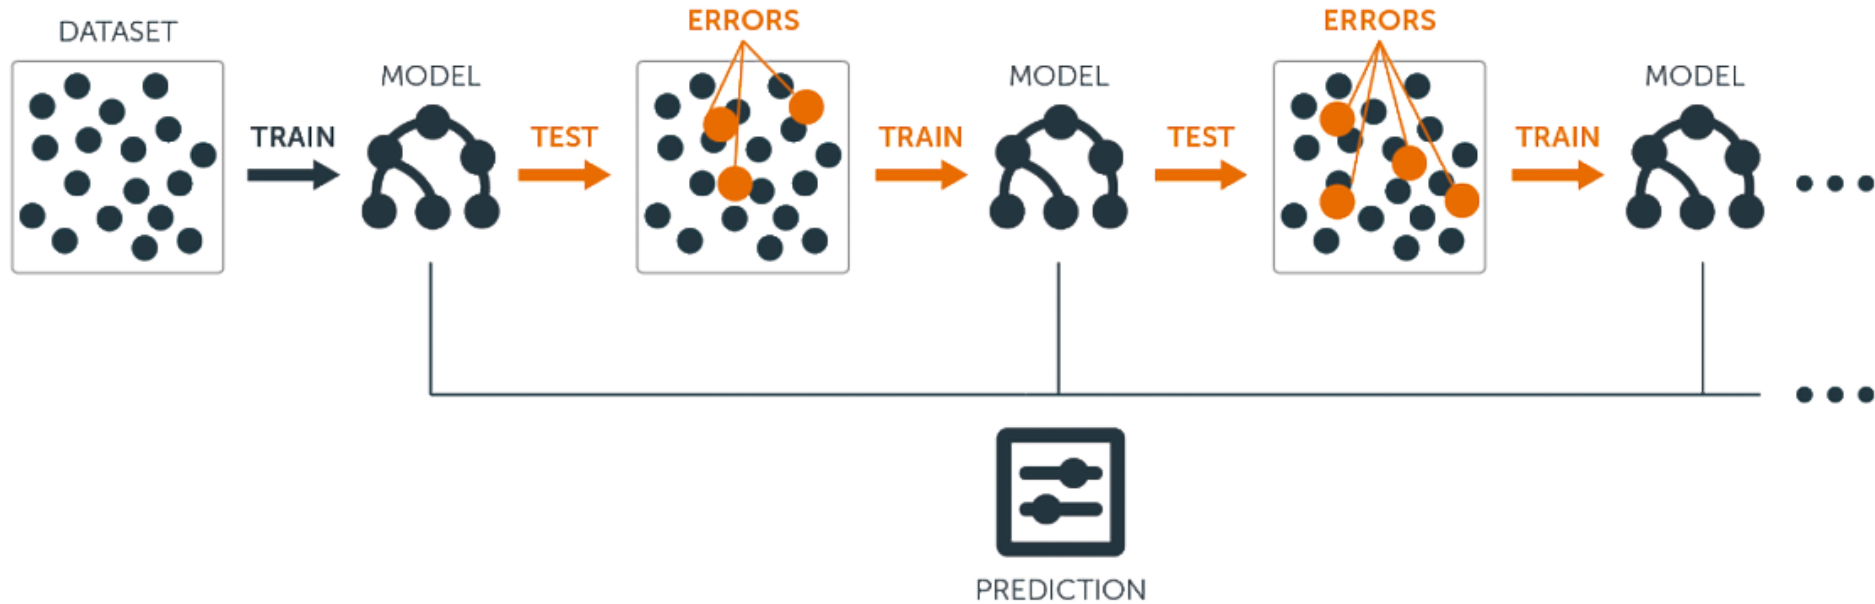 DATASET
ERRORS
ERRORS
MODEL
MODEL
MODEL
TRAIN
TEST
TRAIN
TEST
TRAIN
PREDICTION